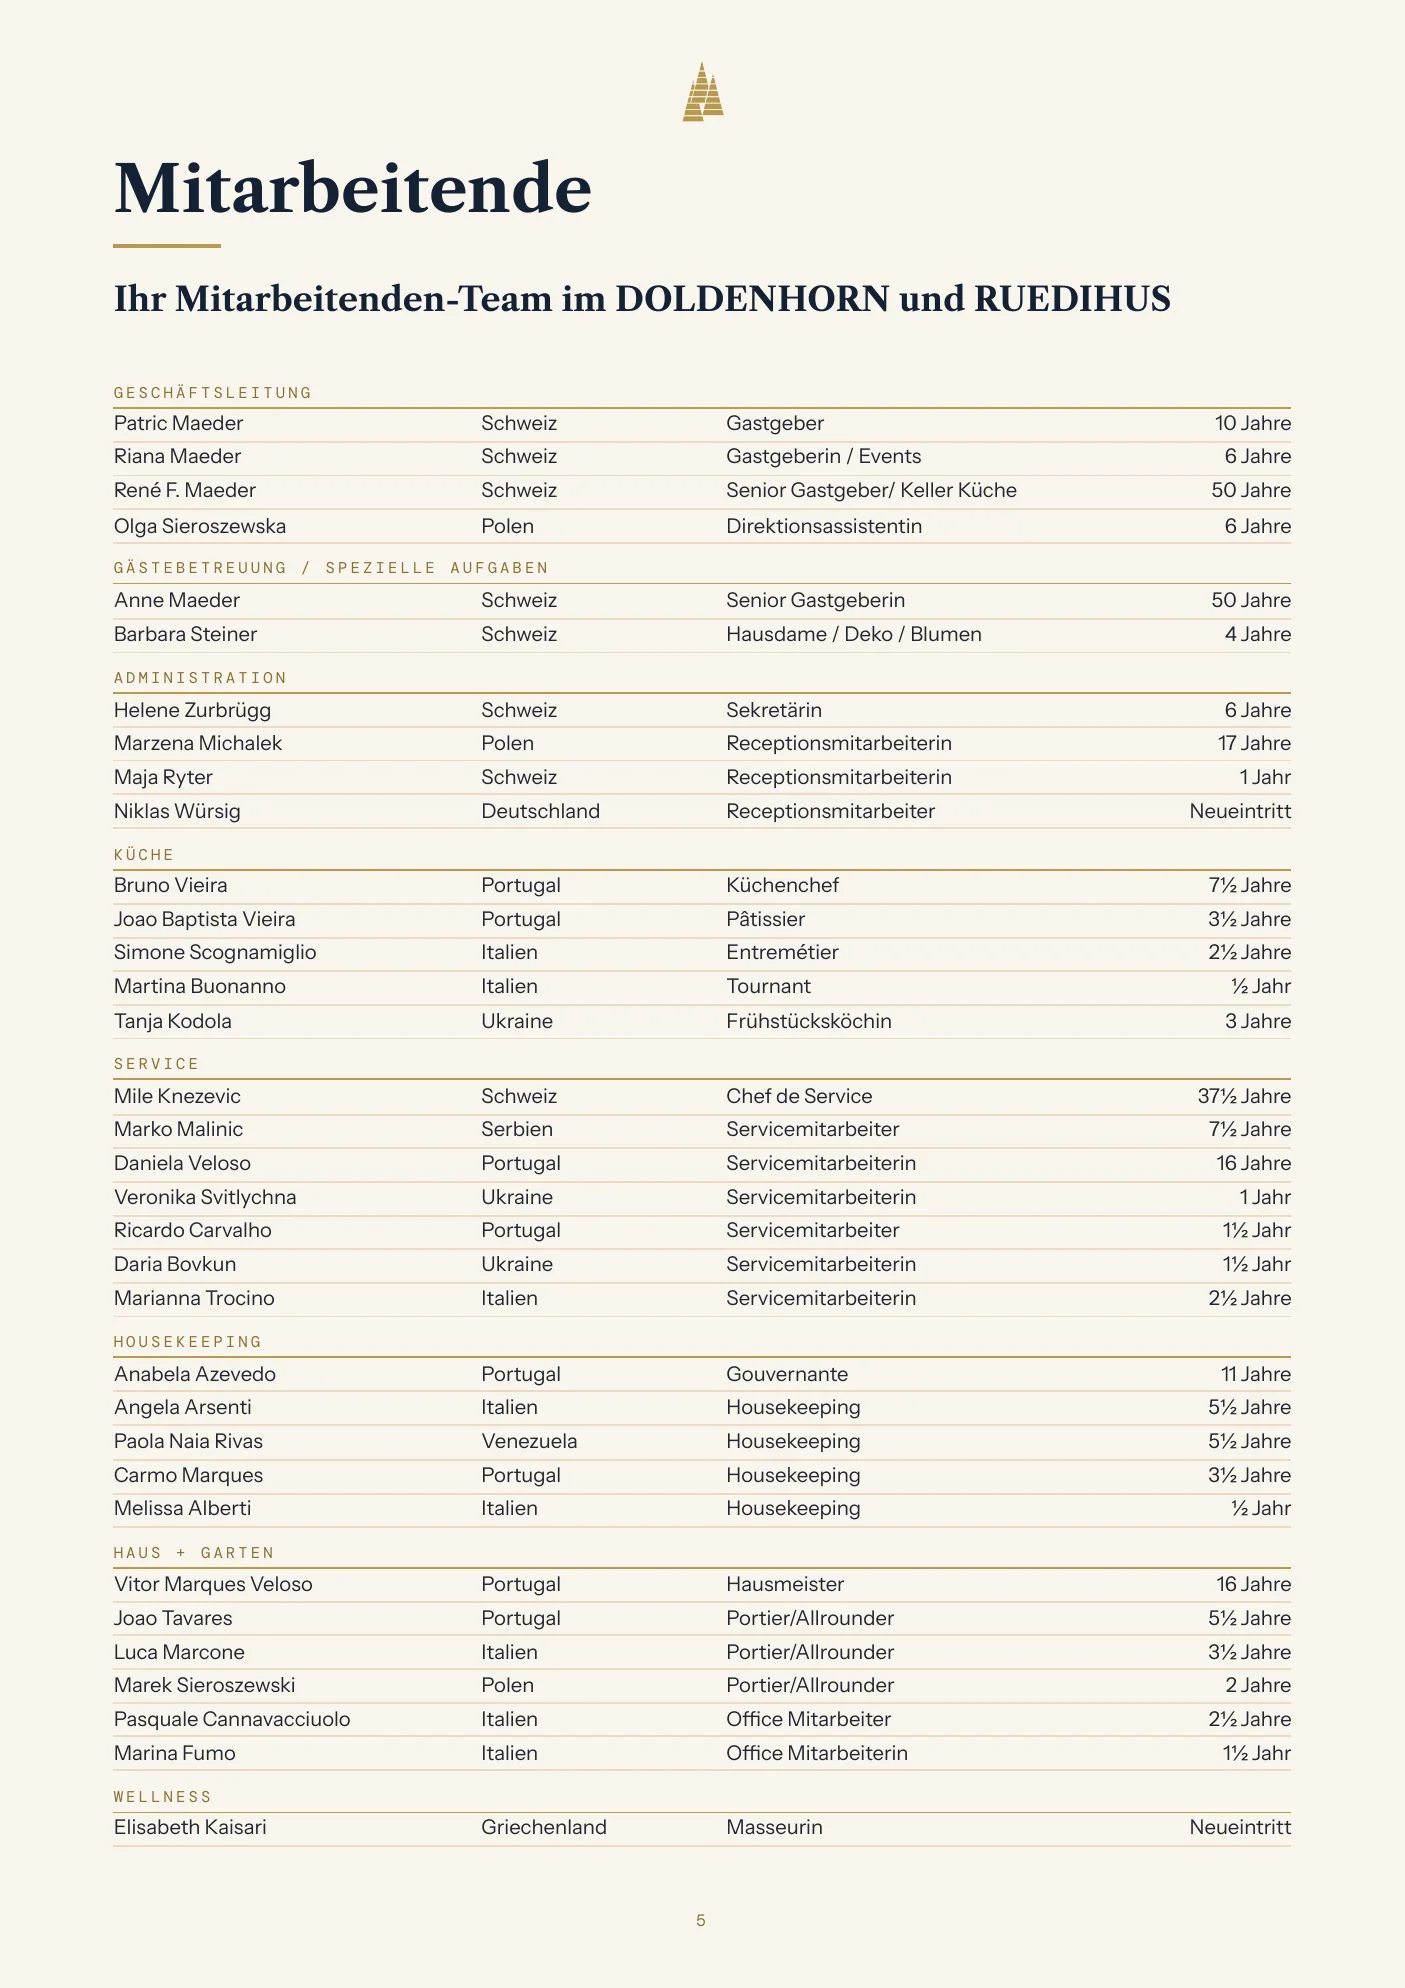 Mitarbeitende
Ihr Mitarbeitenden-Team im DOLDENHORN und RUEDIHUS
GESCHÄFTSLEITUNG
Patric Maeder Schweiz Gastgeber 10 Jahre
Riana Maeder Schweiz Gastgeberin / Events 6 Jahre
René F. Maeder Schweiz Senior Gastgeber/ Keller Küche 50 Jahre
Olga Sieroszewska Polen Direktionsassistentin 6 Jahre
GÄSTEBETREUUNG / SPEZIELLE AUFGABEN
Anne Maeder Schweiz Senior Gastgeberin 50 Jahre
Barbara Steiner Schweiz Hausdame / Deko / Blumen 4 Jahre
ADMINISTRATION
Helene Zurbrügg Schweiz Sekretärin 6 Jahre
Marzena Michalek Polen Receptionsmitarbeiterin 17 Jahre
Maja Ryter Schweiz Receptionsmitarbeiterin 1 Jahr
Niklas Würsig Deutschland Receptionsmitarbeiter Neueintritt
KÜCHE
Bruno Vieira Portugal Küchenchef 7½ Jahre
Joao Baptista Vieira Portugal Pâtissier 3½ Jahre
Simone Scognamiglio Italien Entremétier 2½ Jahre
Martina Buonanno Italien Tournant ½ Jahr
Tanja Kodola Ukraine Frühstücksköchin 3 Jahre
SERVICE
Mile Knezevic Schweiz Chef de Service 37½ Jahre
Marko Malinic Serbien Servicemitarbeiter 7½ Jahre
Daniela Veloso Portugal Servicemitarbeiterin 16 Jahre
Veronika Svitlychna Ukraine Servicemitarbeiterin 1 Jahr
Ricardo Carvalho Portugal Servicemitarbeiter 1½ Jahr
Daria Bovkun Ukraine Servicemitarbeiterin 1½ Jahr
Marianna Trocino Italien Servicemitarbeiterin 2½ Jahre
HOUSEKEEPING
Anabela Azevedo Portugal Gouvernante 11 Jahre
Angela Arsenti Italien Housekeeping 5½ Jahre
Paola Naia Rivas Venezuela Housekeeping 5½ Jahre
Carmo Marques Portugal Housekeeping 3½ Jahre
Melissa Alberti Italien Housekeeping ½ Jahr
HAUS + GARTEN
Vitor Marques Veloso Portugal Hausmeister 16 Jahre
Joao Tavares Portugal Portier/Allrounder 5½ Jahre
Luca Marcone Italien Portier/Allrounder 3½ Jahre
Marek Sieroszewski Polen Portier/Allrounder 2 Jahre
Pasquale Cannavacciuolo Italien Office Mitarbeiter 2½ Jahre
Marina Fumo Italien Office Mitarbeiterin 1½ Jahr
WELLNESS
Elisabeth Kaisari Griechenland Masseurin Neueintritt
5